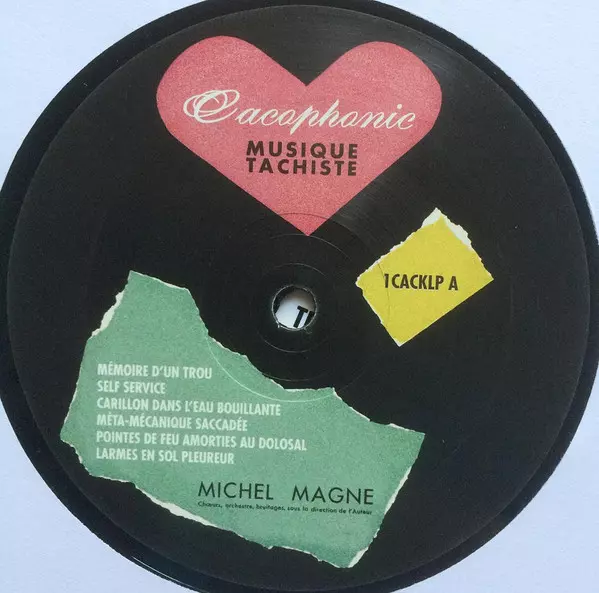 Cacophonic
MUSIQUE
TACHISTE
1CACKLP A
MÉMOIRE D'UN TROU
SELF SERVICE
CARILLON DANS L'EAU BOUILLANTE
MÉTA-MÉCANIQUE SACCADÉE
POINTES DE FEU AMORTIES AU DOLOSAL
LARMES EN SOL PLEUREUR
MICHEL MAGNE
Chœurs, orchestre, bruitages, sous la direction de l'Auteur